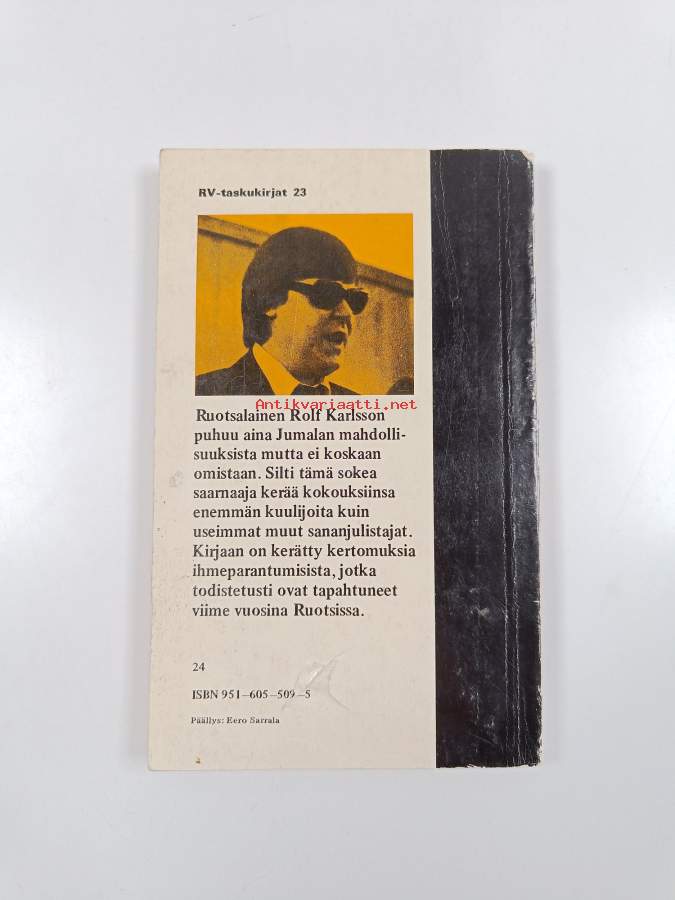 RV-taskukirjat 23
Antikvariaatti.net
Ruotsalainen Rolf Karlsson
puhuu aina Jumalan mahdolli-
suuksista mutta ei koskaan
omistaan. Silti tämä sokea
saarnaaja kerää kokouksiinsa
enemmän kuulijoita kuin
useimmat muut sananjulistajat.
Kirjaan on kerätty kertomuksia
ihmeparantumisista, jotka
todistetusti ovat tapahtuneet
viime vuosina Ruotsissa.
24
ISBN 951-605-509-5
Päällys: Eero Sarrala